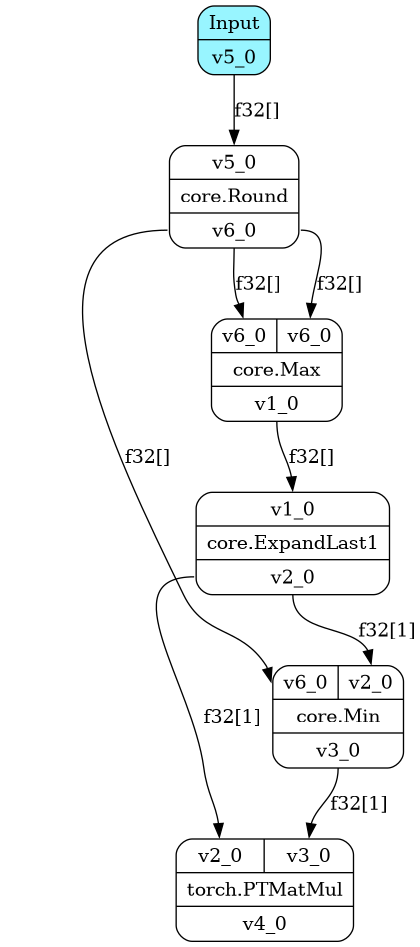 Input
v5_0
f32[]
v5_0
core.Round
v6_0
f32[] f32[]
v6_0 v6_0
core.Max
v1_0
f32[] f32[]
v1_0
core.ExpandLast1
v2_0
f32[1]
v6_0 v2_0
f32[1] core.Min
v3_0
f32[1]
v2_0 v3_0
torch.PTMatMul
v4_0